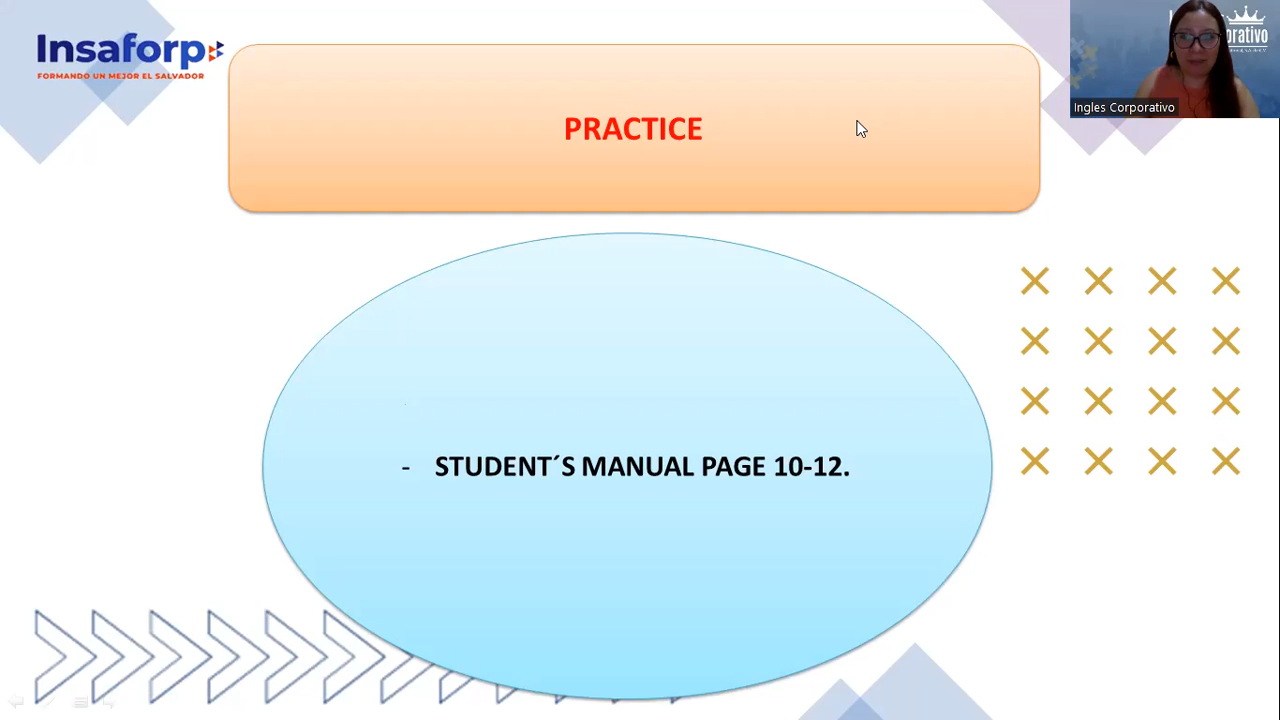 Insaforp
FORMANDO UN MEJOR EL SALVADOR
PRACTICE
- STUDENT´S MANUAL PAGE 10-12.
Ingles Corporativo